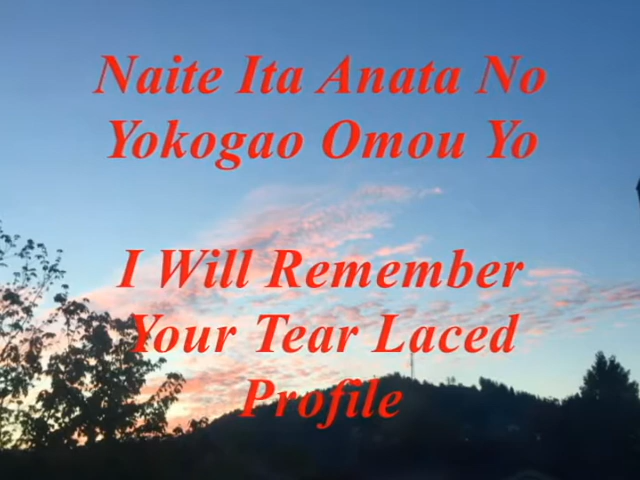 Naite Ita Anata No
Yokogao Omou Yo
I Will Remember
Your Tear Laced
Profile